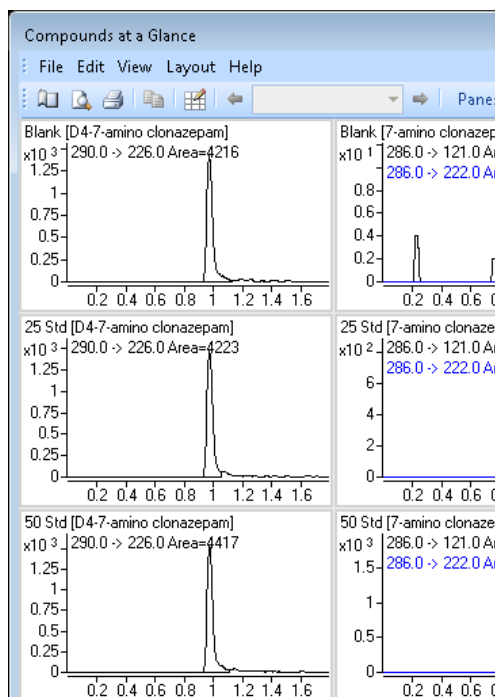 Compounds at a Glance
File Edit View Layout Help
Pane:
Blank [D4-7-amino clonazepam]
x10 3 290.0 -> 226.0 Area=4216
1.25
1
0.75
0.5
0.25
0
0.2 0.4 0.6 0.8 1 1.2 1.4 1.6
Blank [7-amino clonazep
x10 1 286.0 -> 121.0 A
286.0 -> 222.0 A
0.8
0.6
0.4
0.2
0
0.2 0.4 0.6
25 Std [D4-7-amino clonazepam]
x10 3 290.0 -> 226.0 Area=4223
1.25
1
0.75
0.5
0.25
0
0.2 0.4 0.6 0.8 1 1.2 1.4 1.6
25 Std [7-amino clonaze
x10 2 286.0 -> 121.0 A
286.0 -> 222.0 A
6
4
2
0
0.2 0.4 0.6
50 Std [D4-7-amino clonazepam]
x10 3 290.0 -> 226.0 Area=4417
1.25
1
0.75
0.5
0.25
0
0.2 0.4 0.6 0.8 1 1.2 1.4 1.6
50 Std [7-amino clonaze
x10 3 286.0 -> 121.0 A
286.0 -> 222.0 A
1.5
1
0.5
0
0.2 0.4 0.6